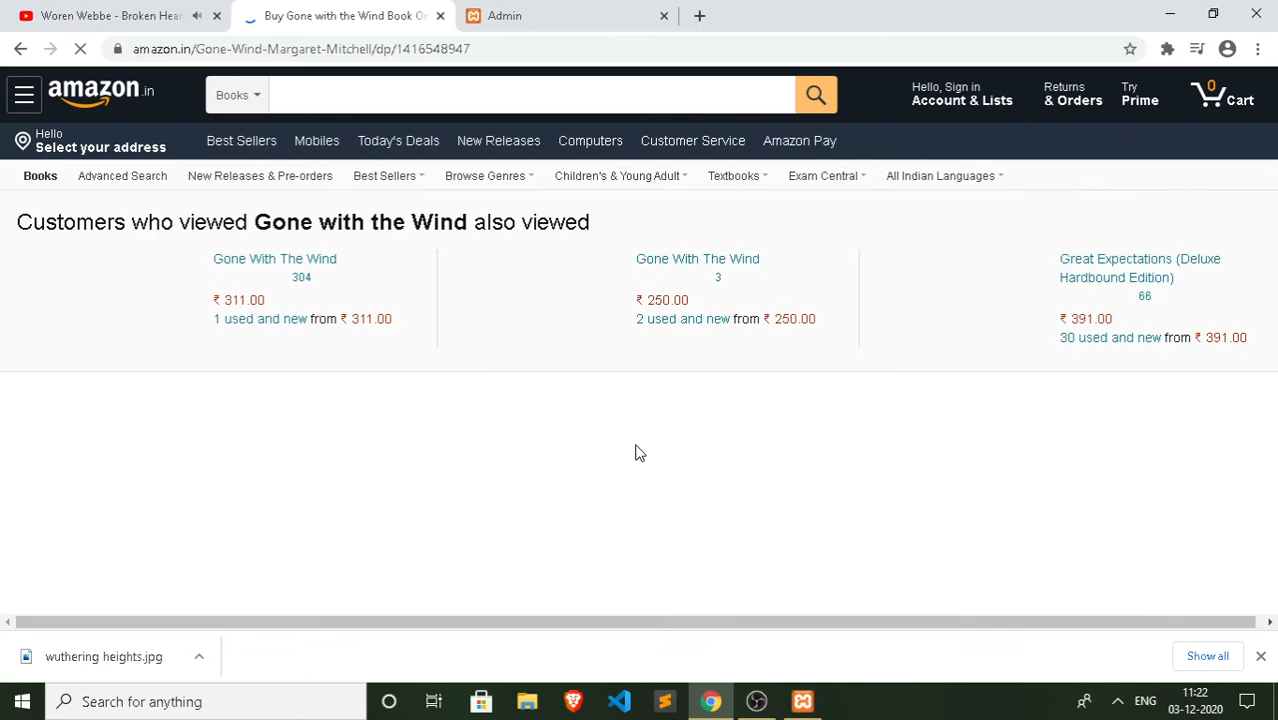 Woren Webbe - Broken Hear
Buy Gone with the Wind Book O
Admin
amazon.in/Gone-Wind-Margaret-Mitchell/dp/1416548947
amazon.in
Books
Hello, Sign in
Account & Lists
Returns
& Orders
Try
Prime
0
Cart
Hello
Select your address
Best Sellers
Mobiles
Today's Deals
New Releases
Computers
Customer Service
Amazon Pay
Books
Advanced Search
New Releases & Pre-orders
Best Sellers
Browse Genres
Children's & Young Adult
Textbooks
Exam Central
All Indian Languages
Customers who viewed Gone with the Wind also viewed
Gone With The Wind
304
₹ 311.00
1 used and new from ₹ 311.00
Gone With The Wind
3
₹ 250.00
2 used and new from ₹ 250.00
Great Expectations (Deluxe
Hardbound Edition)
66
₹ 391.00
30 used and new from ₹ 391.00
wuthering heights.jpg
Show all
Search for anything
ENG
11:22
03-12-2020